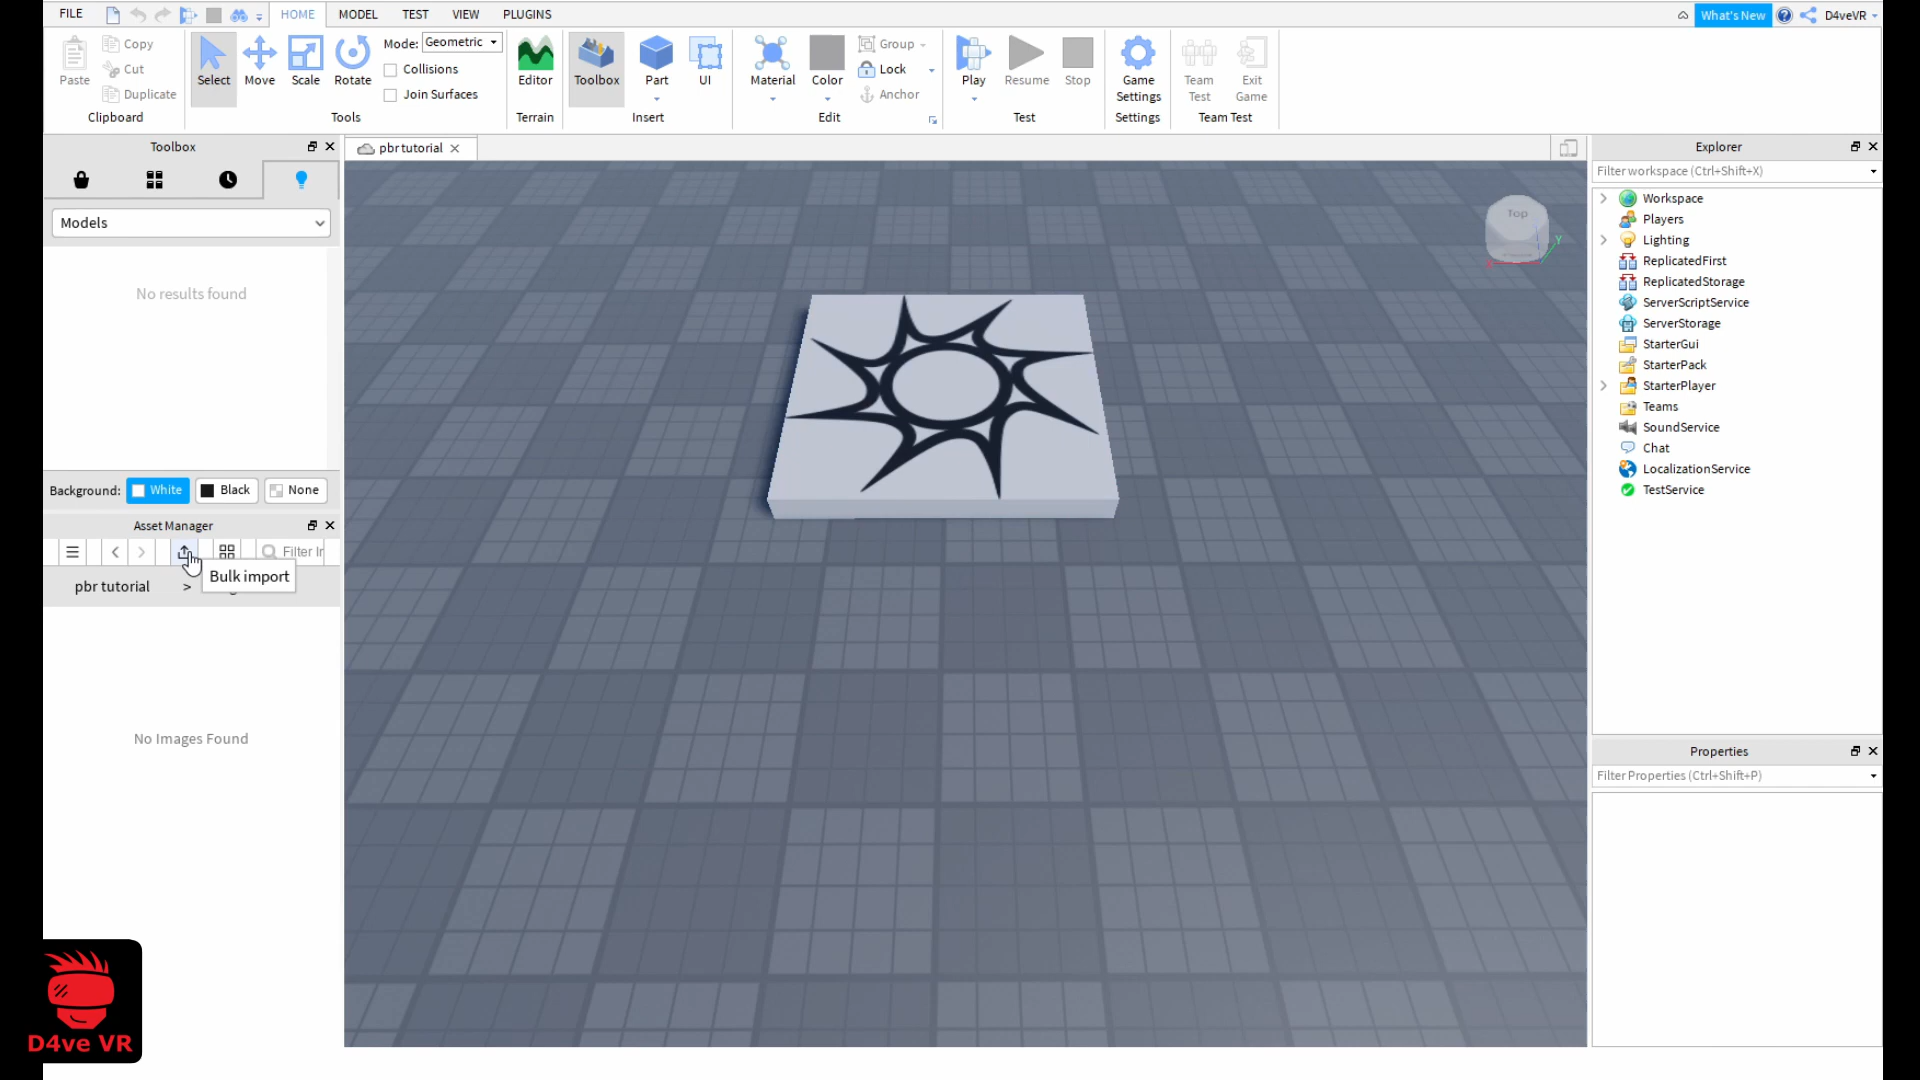 FILE HOME MODEL TEST VIEW PLUGINS What's New D4veVR
Paste Copy Cut Duplicate Clipboard
Select Move Scale Rotate Mode: Geometric Collisions Join Surfaces Tools
Editor Terrain
Toolbox Part UI Insert
Material Color Group Lock Anchor Edit
Play Resume Stop Test
Game Settings Settings
Team Test Exit Game Team Test
Toolbox
Models
No results found
Background: White Black None
Asset Manager
Filter Ir
Bulk import
pbr tutorial >
No Images Found
D4ve VR
pbr tutorial
Top
Y
Explorer
Filter workspace (Ctrl+Shift+X)
Workspace
Players
Lighting
ReplicatedFirst
ReplicatedStorage
ServerScriptService
ServerStorage
StarterGui
StarterPack
StarterPlayer
Teams
SoundService
Chat
LocalizationService
TestService
Properties
Filter Properties (Ctrl+Shift+P)